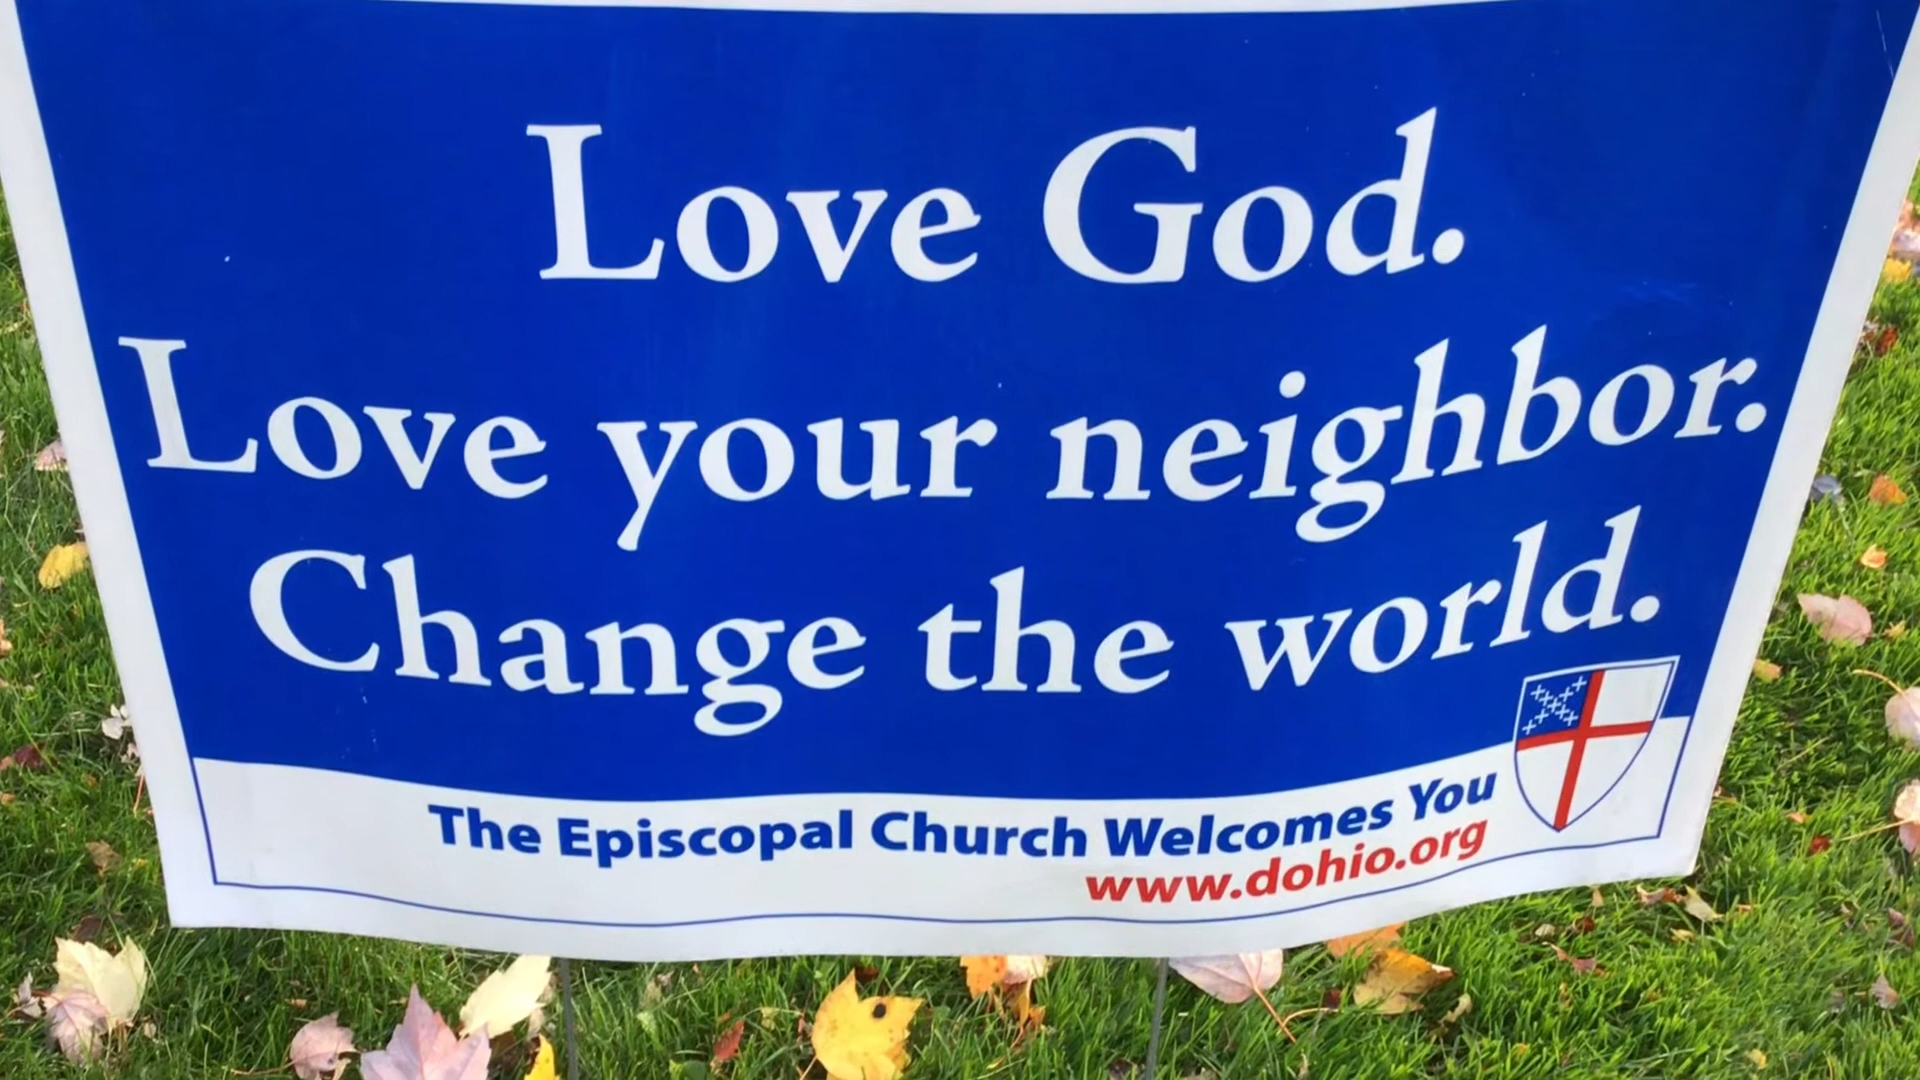 Love God.
Love your neighbor.
Change the world.
The Episcopal Church Welcomes You
www.dohio.org